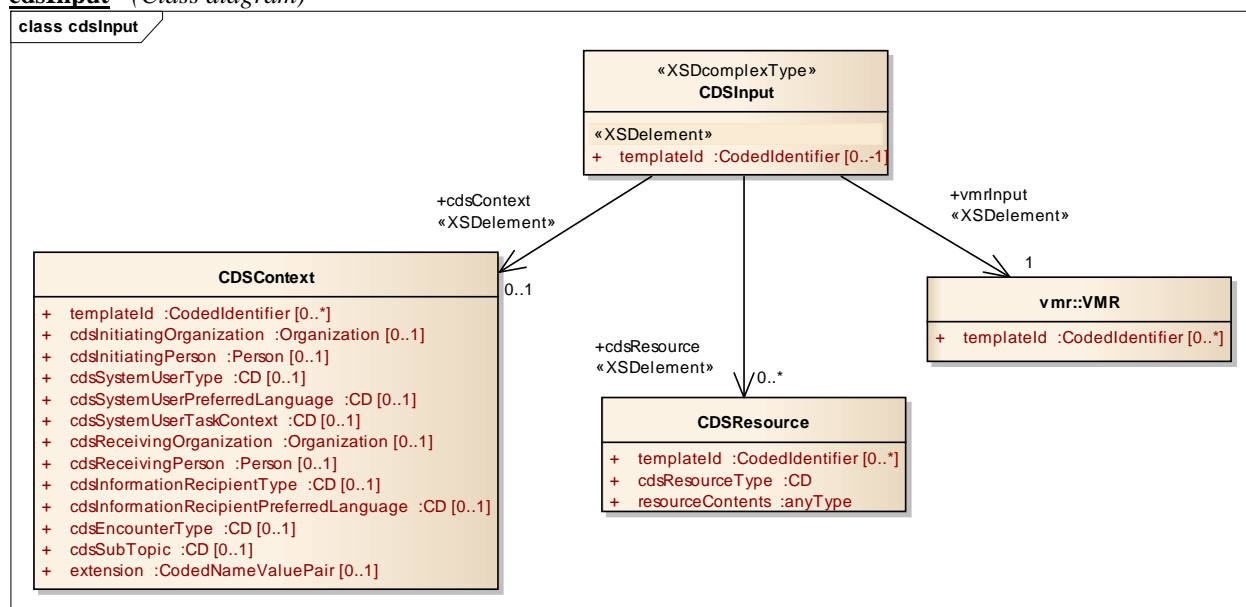 cdsInput (Class diagram)
class cdsInput
«XSDcomplexType»
CDSInput
«XSDelement»
+ templateId :CodedIdentifier [0..-1]
+cdsContext
«XSDelement»
0..1
+vmrInput
«XSDelement»
1
+cdsResource
«XSDelement»
0..*
CDSContext
+ templateId :CodedIdentifier [0..*]
+ cdsInitiatingOrganization :Organization [0..1]
+ cdsInitiatingPerson :Person [0..1]
+ cdsSystemUserType :CD [0..1]
+ cdsSystemUserPreferredLanguage :CD [0..1]
+ cdsSystemUserTaskContext :CD [0..1]
+ cdsReceivingOrganization :Organization [0..1]
+ cdsReceivingPerson :Person [0..1]
+ cdsInformationRecipientType :CD [0..1]
+ cdsInformationRecipientPreferredLanguage :CD [0..1]
+ cdsEncounterType :CD [0..1]
+ cdsSubTopic :CD [0..1]
+ extension :CodedNameValuePair [0..1]
vmr::VMR
+ templateId :CodedIdentifier [0..*]
CDSResource
+ templateId :CodedIdentifier [0..*]
+ cdsResourceType :CD
+ resourceContents :anyType